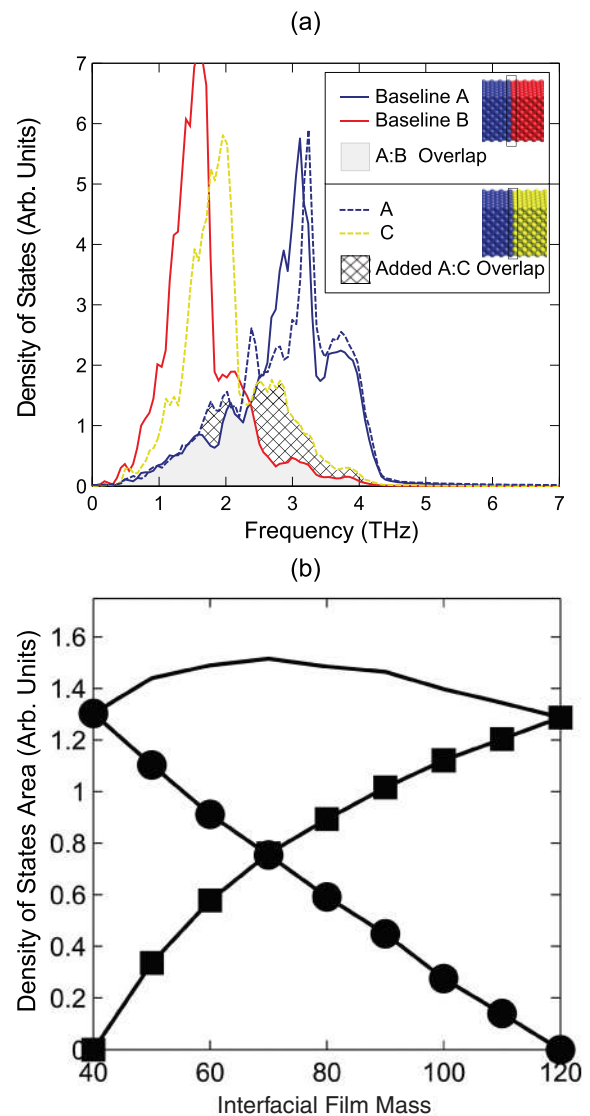 (a)
Density of States (Arb. Units)
7
6
5
4
3
2
1
0
Baseline A
Baseline B
A:B Overlap
A
C
Added A:C Overlap
0 1 2 3 4 5 6 7
Frequency (THz)
(b)
Density of States Area (Arb. Units)
1.6
1.4
1.2
1
0.8
0.6
0.4
0.2
0
40 60 80 100 120
Interfacial Film Mass